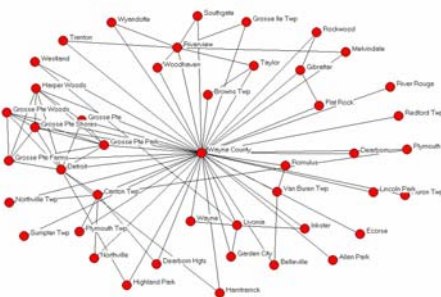 Southgate
Wyandotte
Grosse Ile Twp
Rockwood
Trenton
Riverview
Melvindale
Westland
Woodhaven
Taylor
Gibralter
Harper Woods
Browns Twp
River Rouge
Grosse Pte Woods
Grosse Pte
Flat Rock
Redford Twp
Grosse Pte Shores
Grosse Pte Park
Wayne County
Dearborn
Plymouth
Grosse Pte Farms
Detroit
Romulus
Canton Twp
Van Buren Twp
Lincoln Park
uron Twp
Northville Twp
Sumpter Twp
Plymouth Twp
Wayne
Livonia
Inkster
Ecorse
Northville
Dearborn Hgts
Garden City
Belleville
Allen Park
Highland Park
Hamtramck